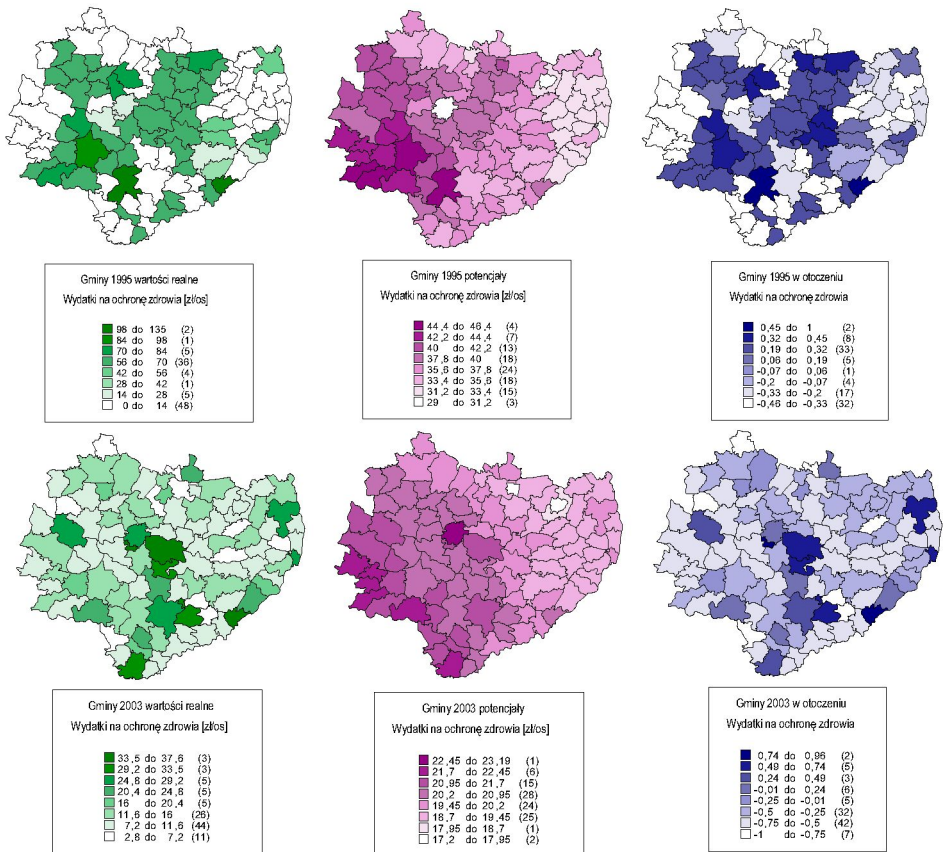 Gminy 1995 wartości realne
Wydatki na ochronę zdrowia [zł/os]
98 do 135 (2)
84 do 98 (1)
70 do 84 (5)
56 do 70 (36)
42 do 56 (4)
28 do 42 (1)
14 do 28 (5)
0 do 14 (48)
Gminy 1995 potencjały
Wydatki na ochronę zdrowia [zł/os]
44,4 do 46,4 (4)
42,2 do 44,4 (7)
40 do 42,2 (13)
37,8 do 40 (18)
35,6 do 37,8 (24)
33,4 do 35,6 (18)
31,2 do 33,4 (15)
29 do 31,2 (3)
Gminy 1995 w otoczeniu
Wydatki na ochronę zdrowia
0,45 do 1 (2)
0,32 do 0,45 (8)
0,19 do 0,32 (33)
0,06 do 0,19 (5)
-0,07 do 0,06 (1)
-0,2 do -0,07 (4)
-0,33 do -0,2 (17)
-0,46 do -0,33 (32)
Gminy 2003 wartości realne
Wydatki na ochronę zdrowia [zł/os]
33,5 do 37,6 (3)
29,2 do 33,5 (3)
24,8 do 29,2 (5)
20,4 do 24,8 (5)
16 do 20,4 (5)
11,6 do 16 (26)
7,2 do 11,6 (44)
2,8 do 7,2 (11)
Gminy 2003 potencjały
Wydatki na ochronę zdrowia [zł/os]
22,45 do 23,19 (1)
21,7 do 22,45 (6)
20,95 do 21,7 (15)
20,2 do 20,95 (28)
19,45 do 20,2 (24)
18,7 do 19,45 (25)
17,95 do 18,7 (1)
17,2 do 17,95 (2)
Gminy 2003 w otoczeniu
Wydatki na ochronę zdrowia
0,74 do 0,96 (2)
0,49 do 0,74 (5)
0,24 do 0,49 (3)
-0,01 do 0,24 (6)
-0,25 do -0,01 (5)
-0,5 do -0,25 (32)
-0,75 do -0,5 (42)
-1 do -0,75 (7)